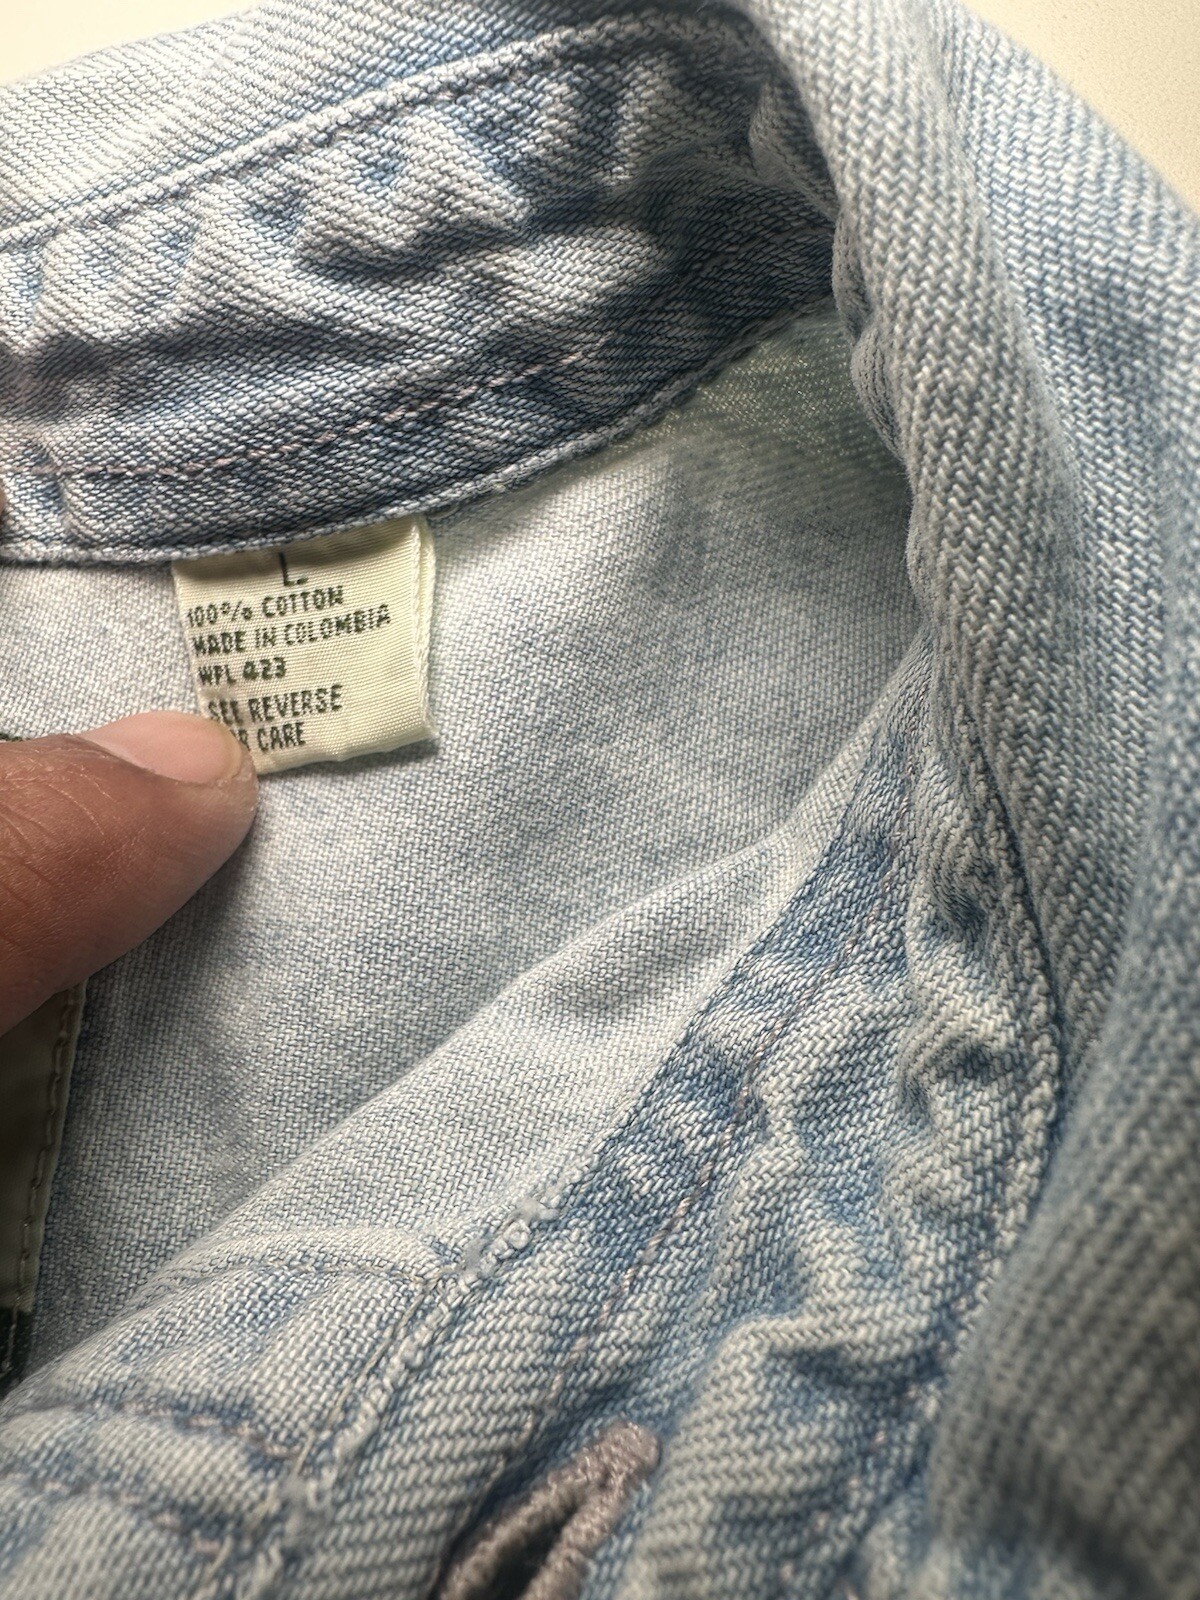 L
100% COTTON
MADE IN COLOMBIA
WPL 423
SEE REVERSE
R CARE